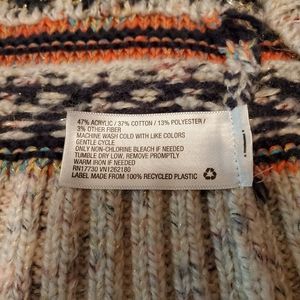 47% ACRYLIC / 37% COTTON / 13% POLYESTER /
3% OTHER FIBER
MACHINE WASH COLD WITH LIKE COLORS
GENTLE CYCLE
ONLY NON-CHLORINE BLEACH IF NEEDED
TUMBLE DRY LOW, REMOVE PROMPTLY
WARM IRON IF NEEDED
RN17730 VN1262180
LABEL MADE FROM 100% RECYCLED PLASTIC